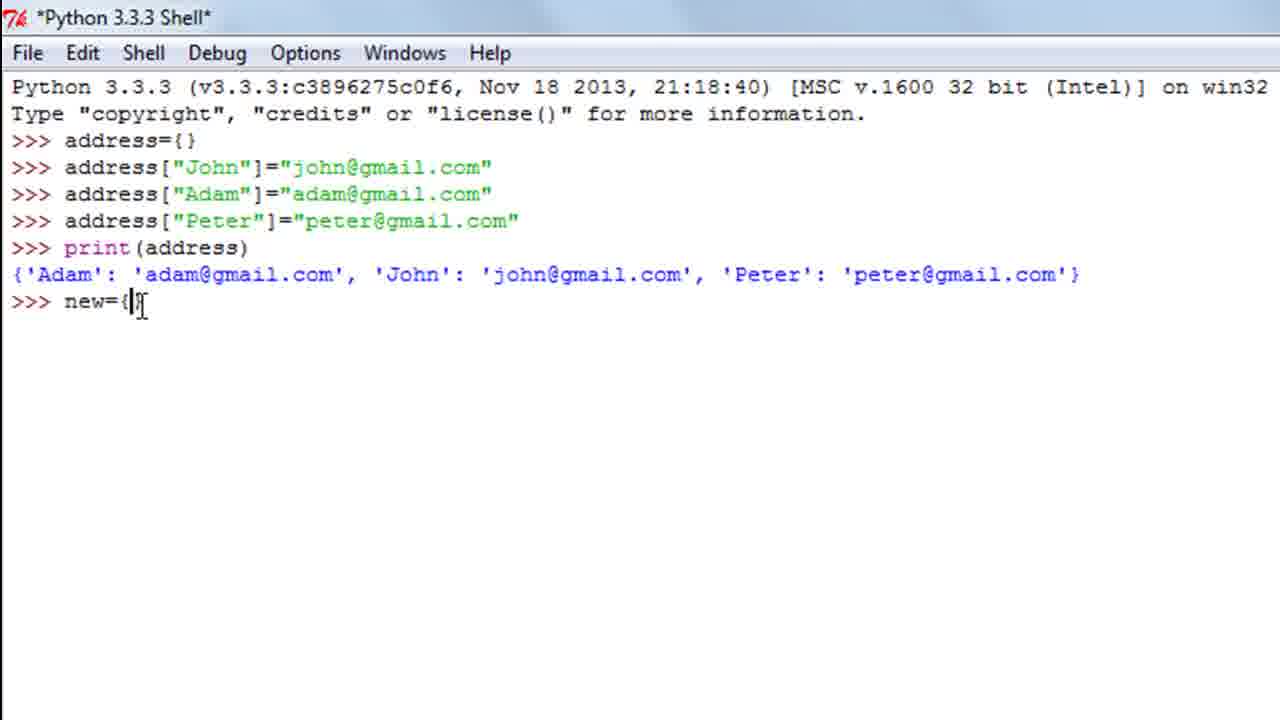 *Python 3.3.3 Shell*
File Edit Shell Debug Options Windows Help
Python 3.3.3 (v3.3.3:c3896275c0f6, Nov 18 2013, 21:18:40) [MSC v.1600 32 bit (Intel)] on win32
Type "copyright", "credits" or "license()" for more information.
>>> address={}
>>> address["John"]="john@gmail.com"
>>> address["Adam"]="adam@gmail.com"
>>> address["Peter"]="peter@gmail.com"
>>> print(address)
{'Adam': 'adam@gmail.com', 'John': 'john@gmail.com', 'Peter': 'peter@gmail.com'}
>>> new={}